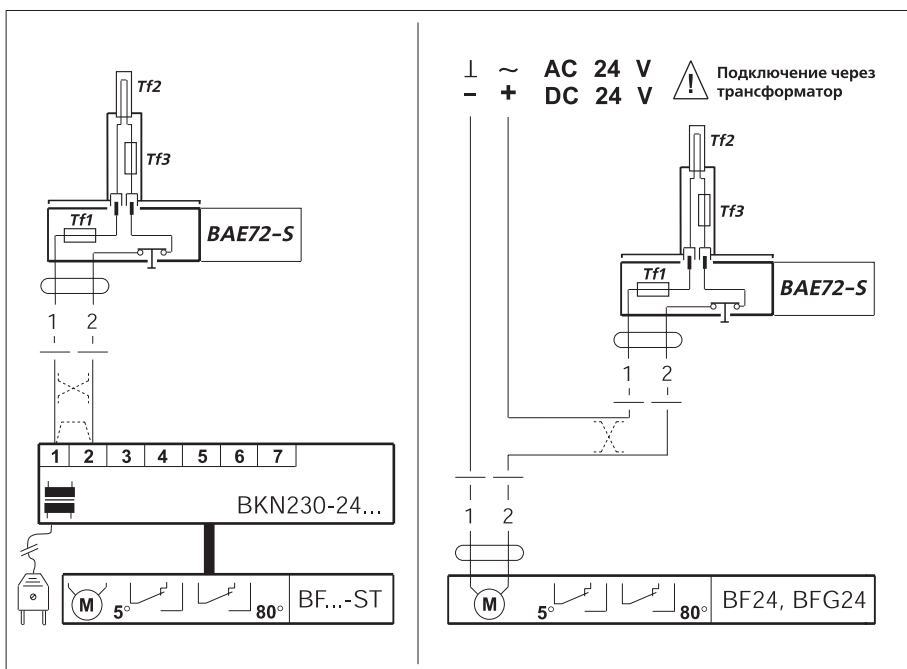 Tf2
Tf3
Tf1
BAE72-S
1 2
1 2 3 4 5 6 7
BKN230-24...
M 5° 80° BF...-ST
⊥ ~ AC 24 V
− + DC 24 V
! Подключение через
трансформатор
Tf2
Tf3
Tf1
BAE72-S
1 2
1 2
M 5° 80° BF24, BFG24